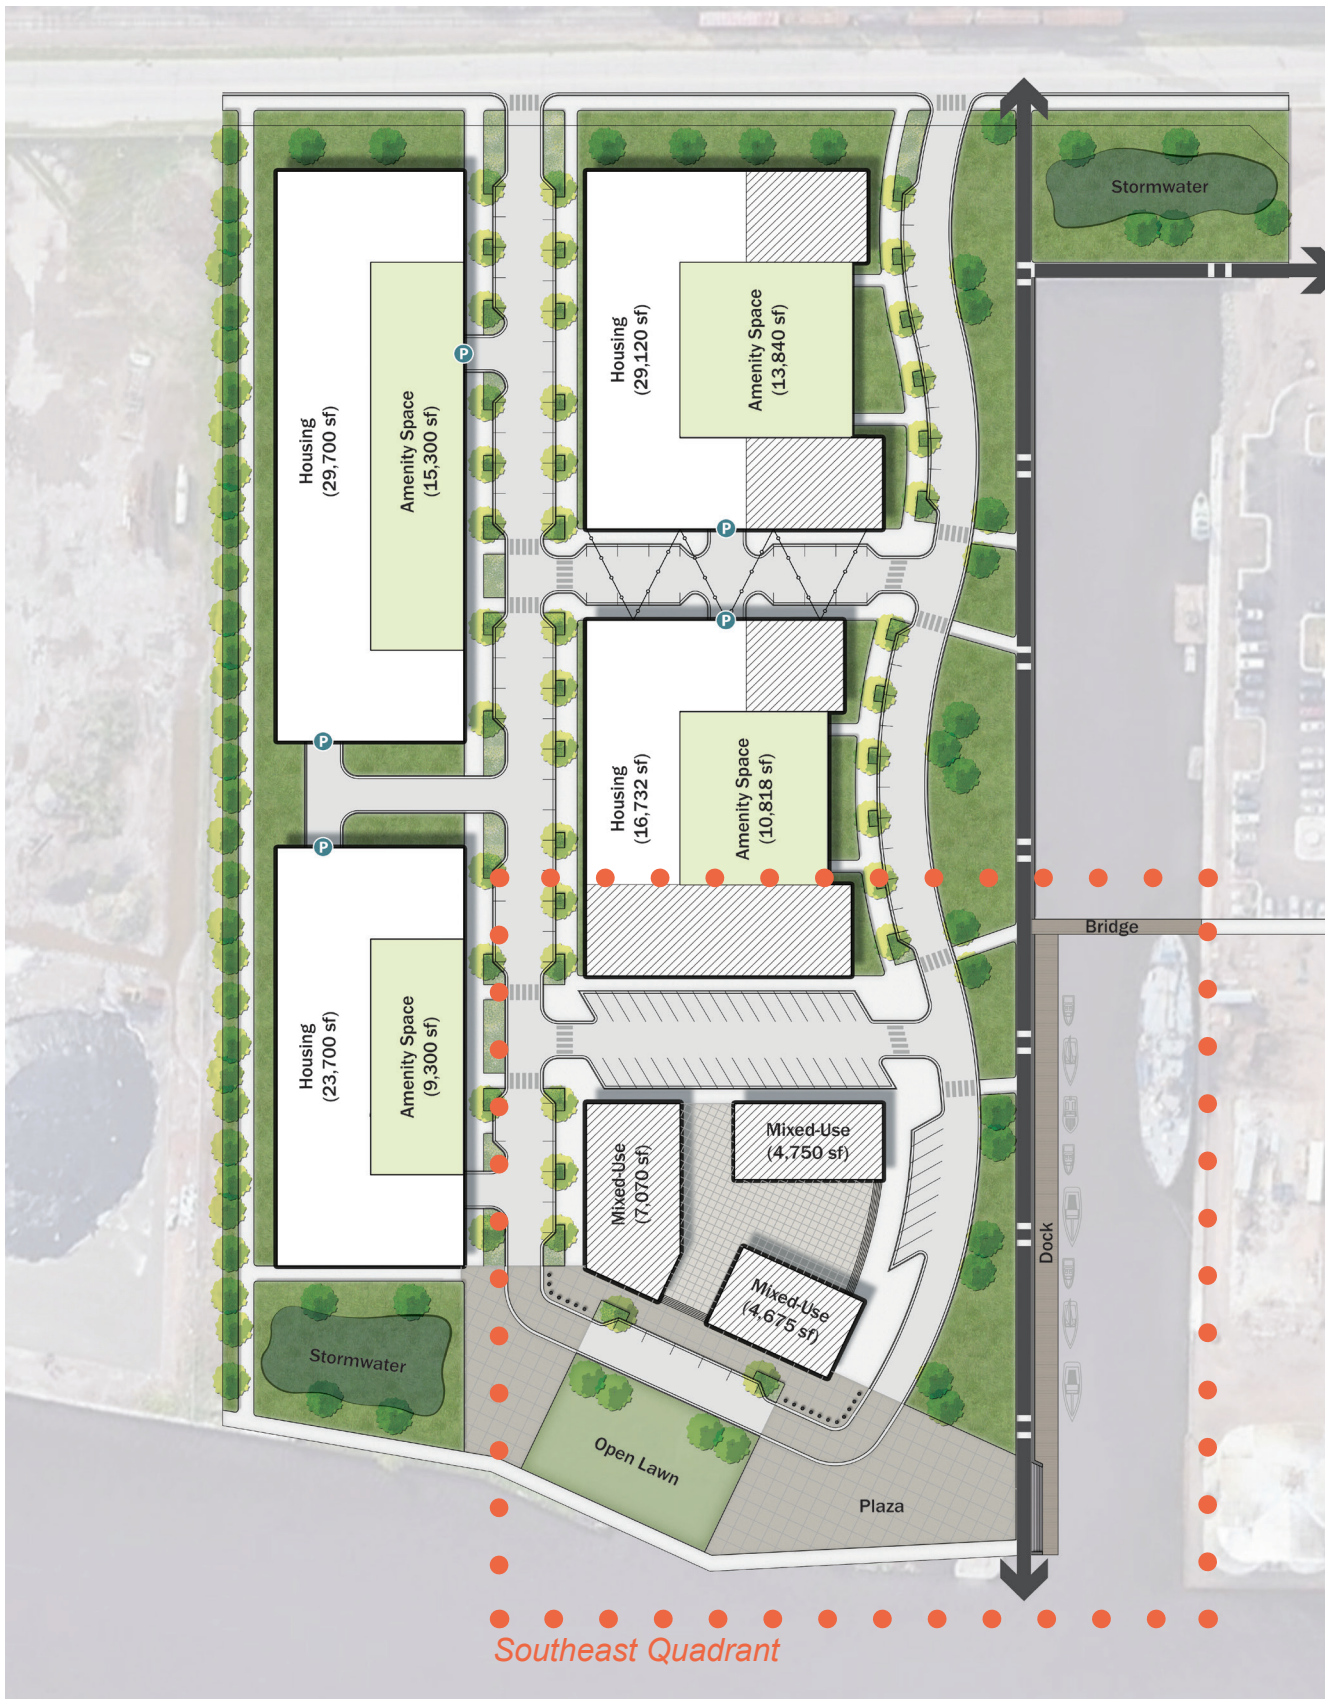 Stormwater
Housing
(29,120 sf)
Amenity Space
(13,840 sf)
P
Housing
(29,700 sf)
Amenity Space
(15,300 sf)
P
P
P
Housing
(16,732 sf)
Amenity Space
(10,818 sf)
P
Bridge
Housing
(23,700 sf)
Amenity Space
(9,300 sf)
Mixed-Use
(7,070 sf)
Mixed-Use
(4,750 sf)
Dock
Mixed-Use
(4,675 sf)
Stormwater
Open Lawn
Plaza
Southeast Quadrant